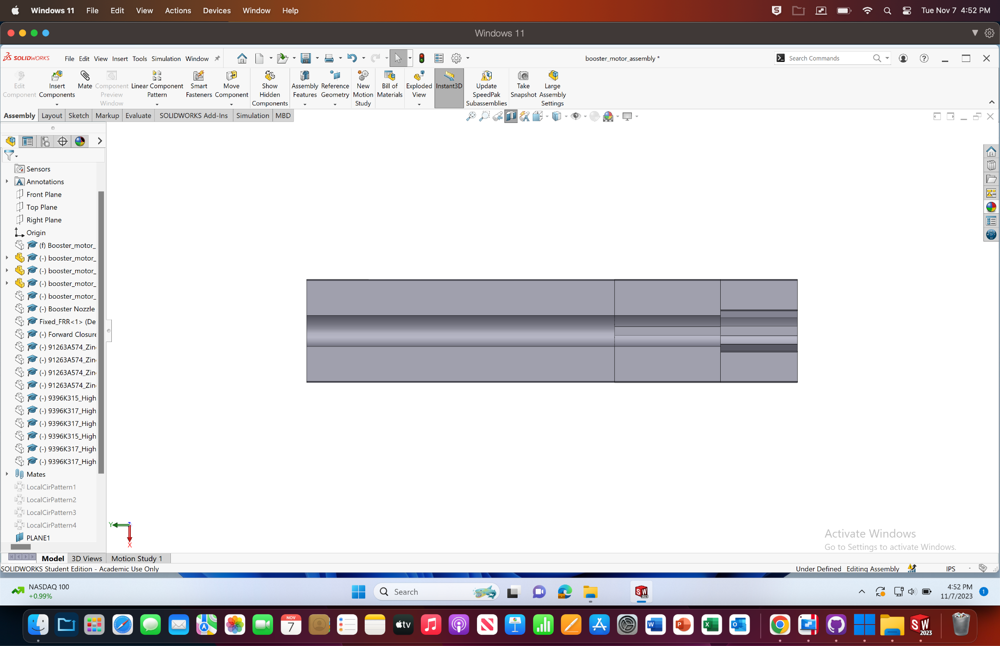 Windows 11 File Edit View Actions Devices Window Help
Tue Nov 7 4:52 PM
Windows 11
SOLIDWORKS File Edit View Insert Tools Simulation Window
booster_motor_assembly *
Search Commands
Edit Component
Insert Components
Mate
Component Preview Window
Linear Component Pattern
Smart Fasteners
Move Component
Show Hidden Components
Assembly Features
Reference Geometry
New Motion Study
Bill of Materials
Exploded View
Instant3D
Update SpeedPak Subassemblies
Take Snapshot
Large Assembly Settings
Assembly Layout Sketch Markup Evaluate SOLIDWORKS Add-Ins Simulation MBD
Sensors
Annotations
Front Plane
Top Plane
Right Plane
Origin
(f) Booster_motor_
(-) booster_motor_
(-) booster_motor_
(-) booster_motor_
(-) booster_motor_
(-) Booster Nozzle
Fixed_FRR<1> (De
(-) Forward Closure
(-) 91263A574_Zin
(-) 91263A574_Zin
(-) 91263A574_Zin
(-) 91263A574_Zin
(-) 9396K315_High
(-) 9396K317_High
(-) 9396K317_High
(-) 9396K315_High
(-) 9396K317_High
(-) 9396K317_High
Mates
LocalCirPattern1
LocalCirPattern2
LocalCirPattern3
LocalCirPattern4
PLANE1
Y Z
X
Activate Windows
Go to Settings to activate Windows.
Model 3D Views Motion Study 1
SOLIDWORKS Student Edition - Academic Use Only
Under Defined Editing Assembly IPS -
NASDAQ 100
+0.99%
Search
SW
2023
4:52 PM
11/7/2023
1
NOV
7
tv
W
P
X
O
SW
2023